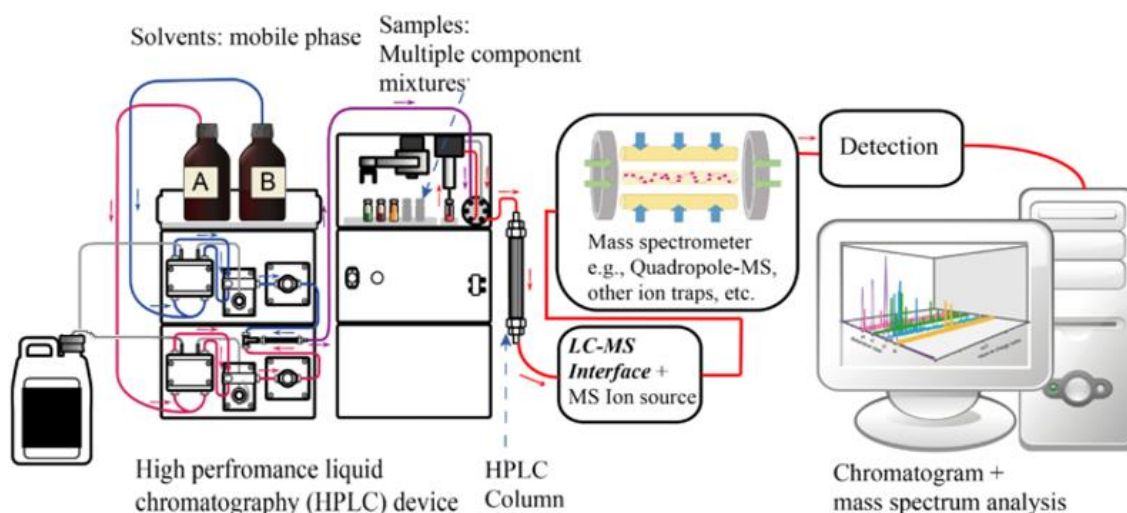 Solvents: mobile phase
Samples:
Multiple component
mixtures
A
B
Mass spectrometer
e.g., Quadropole-MS,
other ion traps, etc.
Detection
LC-MS
Interface +
MS Ion source
High perfromance liquid
chromatography (HPLC) device
HPLC
Column
Chromatogram +
mass spectrum analysis